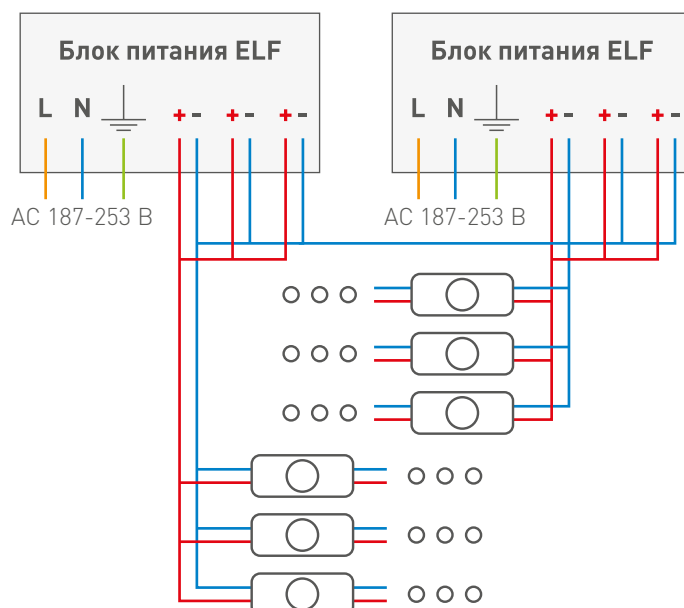 Блок питания ELF
L N + - + - + -
AC 187-253 В
Блок питания ELF
L N + - + - + -
AC 187-253 В